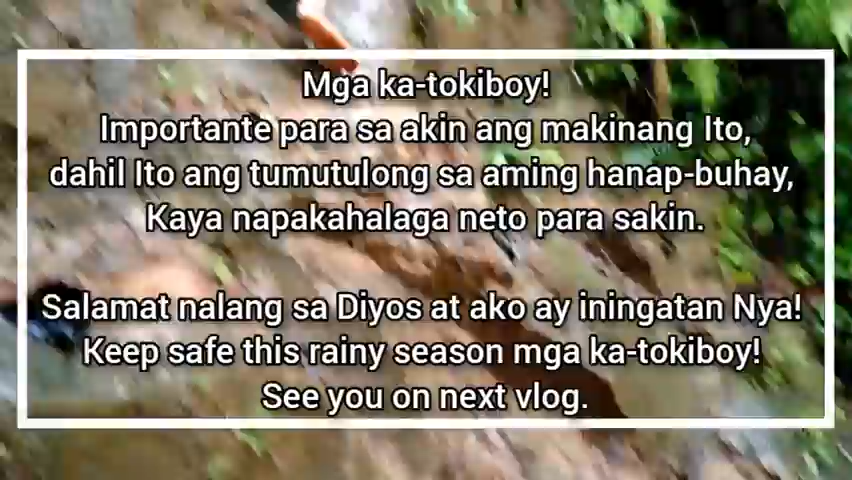 Mga ka-tokiboy!
Importante para sa akin ang makinang Ito,
dahil Ito ang tumutulong sa aming hanap-buhay,
Kaya napakahalaga neto para sakin.
Salamat nalang sa Diyos at ako ay iningatan Nya!
Keep safe this rainy season mga ka-tokiboy!
See you on next vlog.